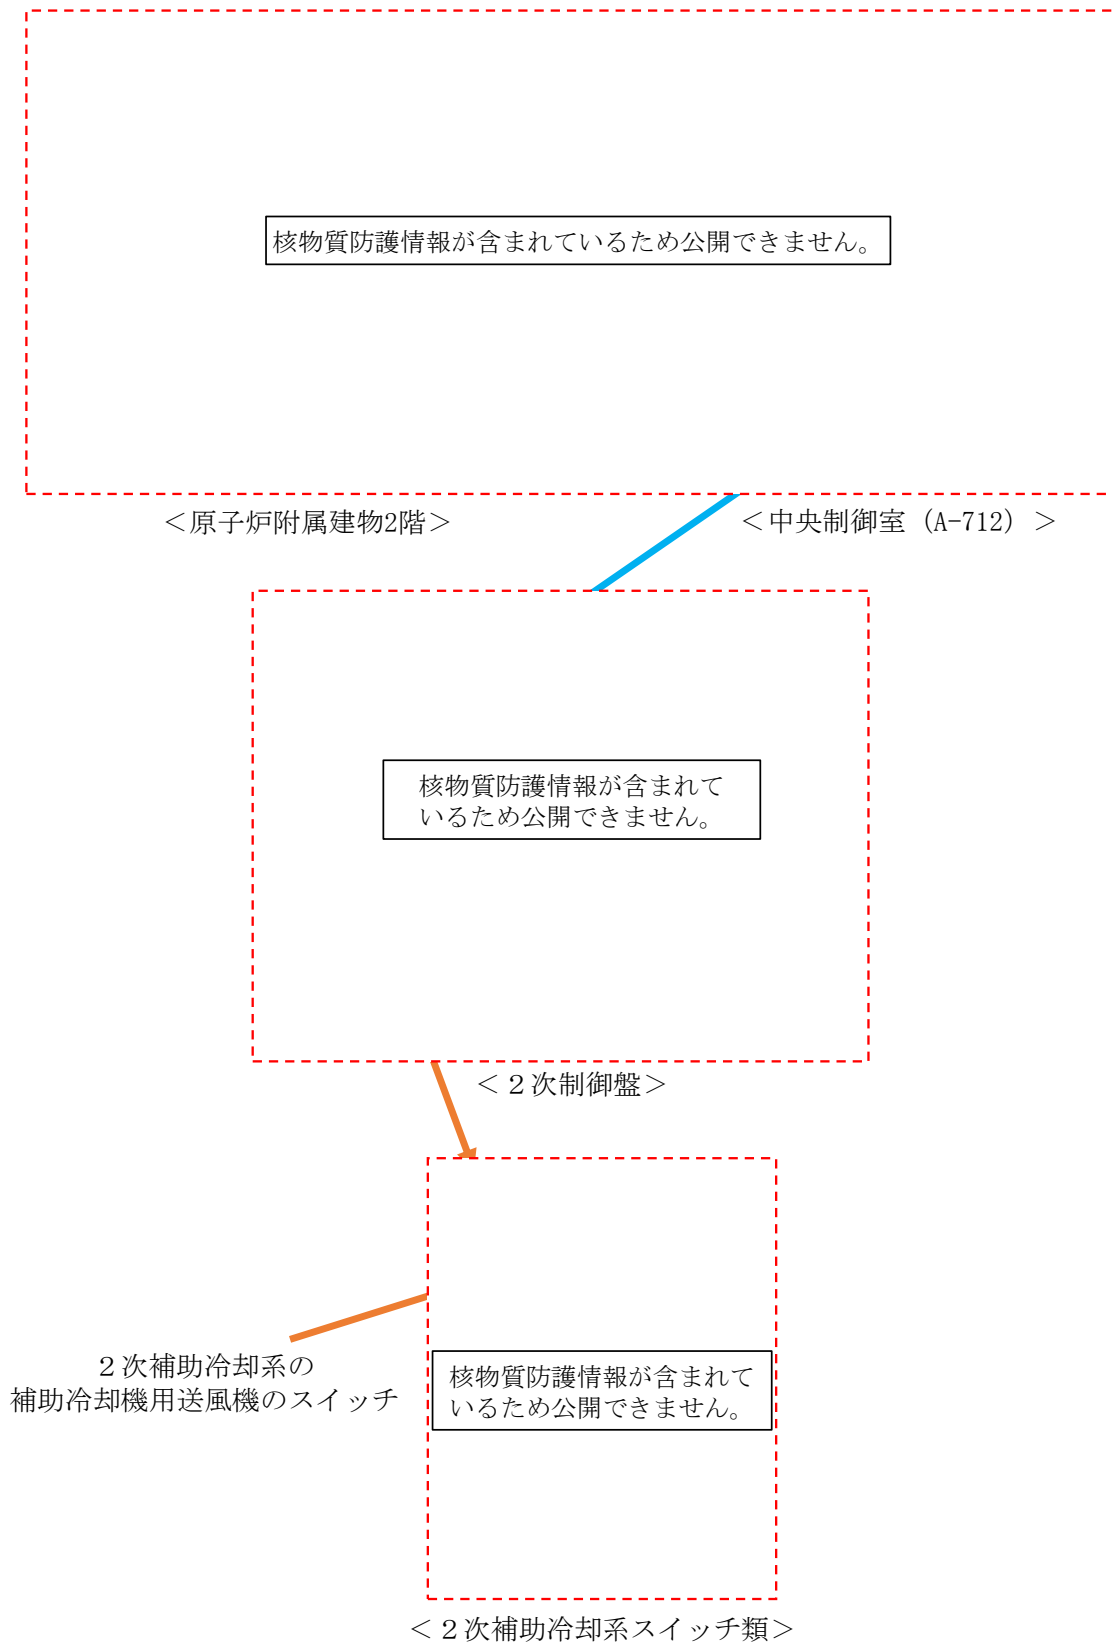 核物質防護情報が含まれているため公開できません。
＜原子炉附属建物2階＞
＜中央制御室（A-712）＞
核物質防護情報が含まれて
いるため公開できません。
＜２次制御盤＞
２次補助冷却系の
補助冷却機用送風機のスイッチ
核物質防護情報が含まれて
いるため公開できません。
＜２次補助冷却系スイッチ類＞